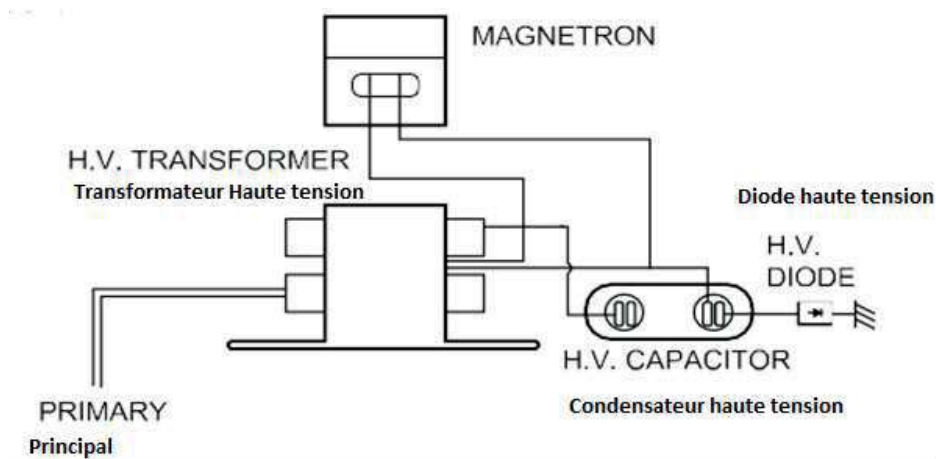 MAGNETRON
H.V. TRANSFORMER
Transformateur Haute tension
Diode haute tension
H.V.
DIODE
H.V. CAPACITOR
Condensateur haute tension
PRIMARY
Principal